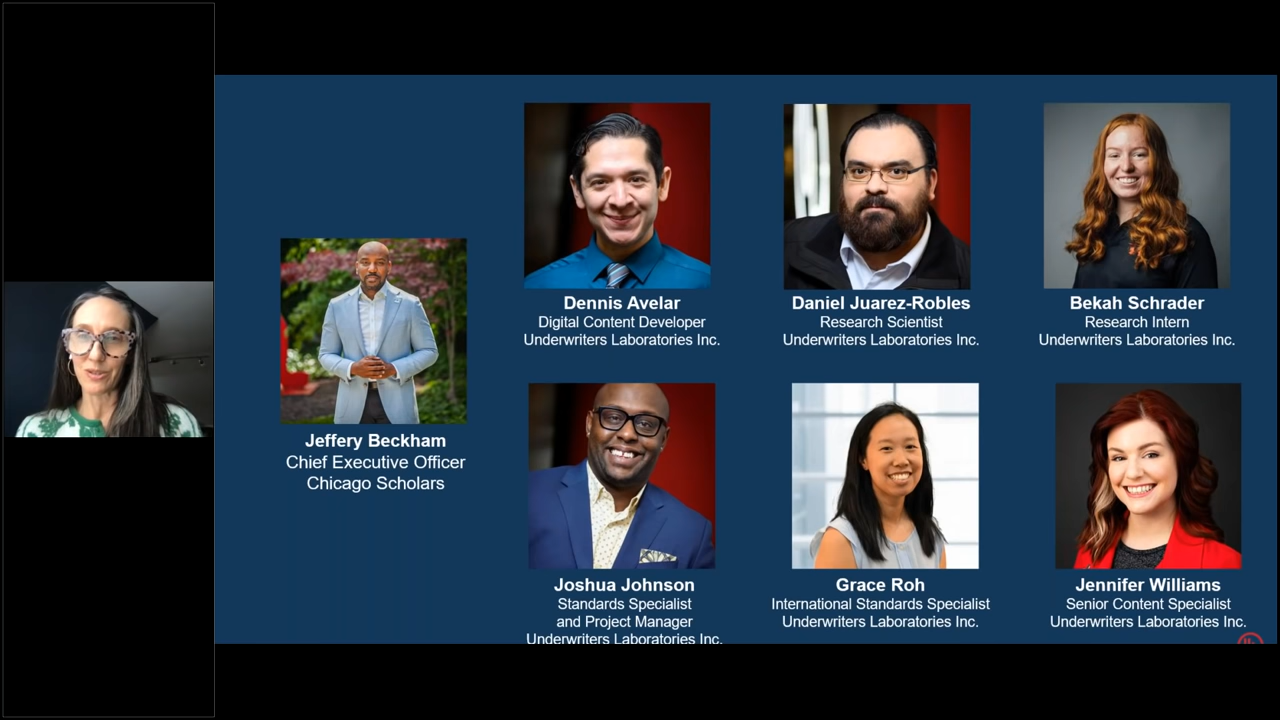 Dennis Avelar
Digital Content Developer
Underwriters Laboratories Inc.
Daniel Juarez-Robles
Research Scientist
Underwriters Laboratories Inc.
Bekah Schrader
Research Intern
Underwriters Laboratories Inc.
Jeffery Beckham
Chief Executive Officer
Chicago Scholars
Joshua Johnson
Standards Specialist
and Project Manager
Underwriters Laboratories Inc.
Grace Roh
International Standards Specialist
Underwriters Laboratories Inc.
Jennifer Williams
Senior Content Specialist
Underwriters Laboratories Inc.